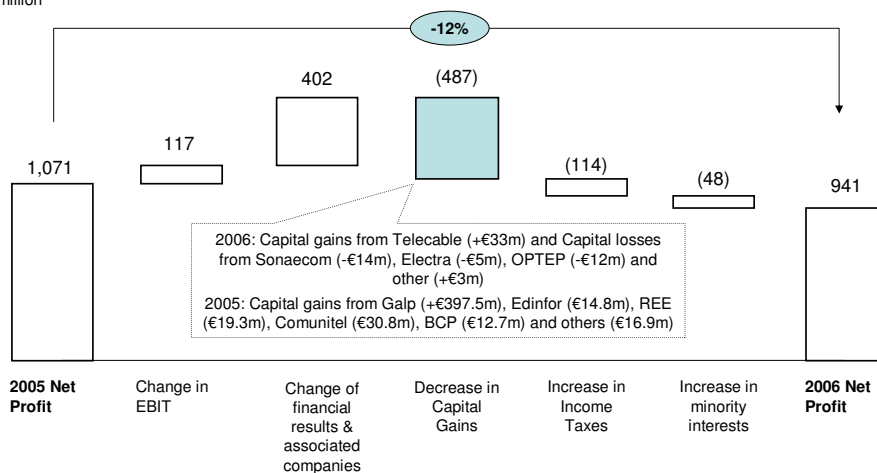 million
-12%
402
(487)
117
1,071
(114)
(48)
941
2006: Capital gains from Telecable (+€33m) and Capital losses
from Sonaecom (-€14m), Electra (-€5m), OPTEP (-€12m) and
other (+€3m)
2005: Capital gains from Galp (+€397.5m), Edinfor (€14.8m), REE
(€19.3m), Comunitel (€30.8m), BCP (€12.7m) and others (€16.9m)
2005 Net
Profit
Change in
EBIT
Change of
financial
results &
associated
companies
Decrease in
Capital
Gains
Increase in
Income
Taxes
Increase in
minority
interests
2006 Net
Profit